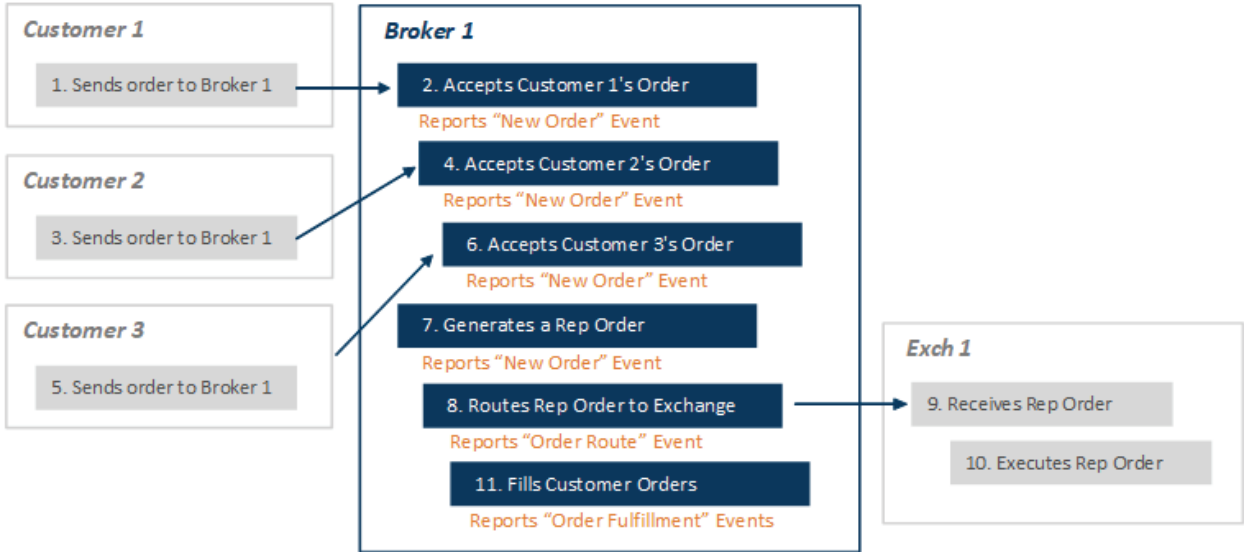 Customer 1
1. Sends order to Broker 1
Customer 2
3. Sends order to Broker 1
Customer 3
5. Sends order to Broker 1
Broker 1
2. Accepts Customer 1's Order
Reports “New Order” Event
4. Accepts Customer 2's Order
Reports “New Order” Event
6. Accepts Customer 3's Order
Reports “New Order” Event
7. Generates a Rep Order
Reports “New Order” Event
8. Routes Rep Order to Exchange
Reports “Order Route” Event
11. Fills Customer Orders
Reports “Order Fulfillment” Events
Exch 1
9. Receives Rep Order
10. Executes Rep Order